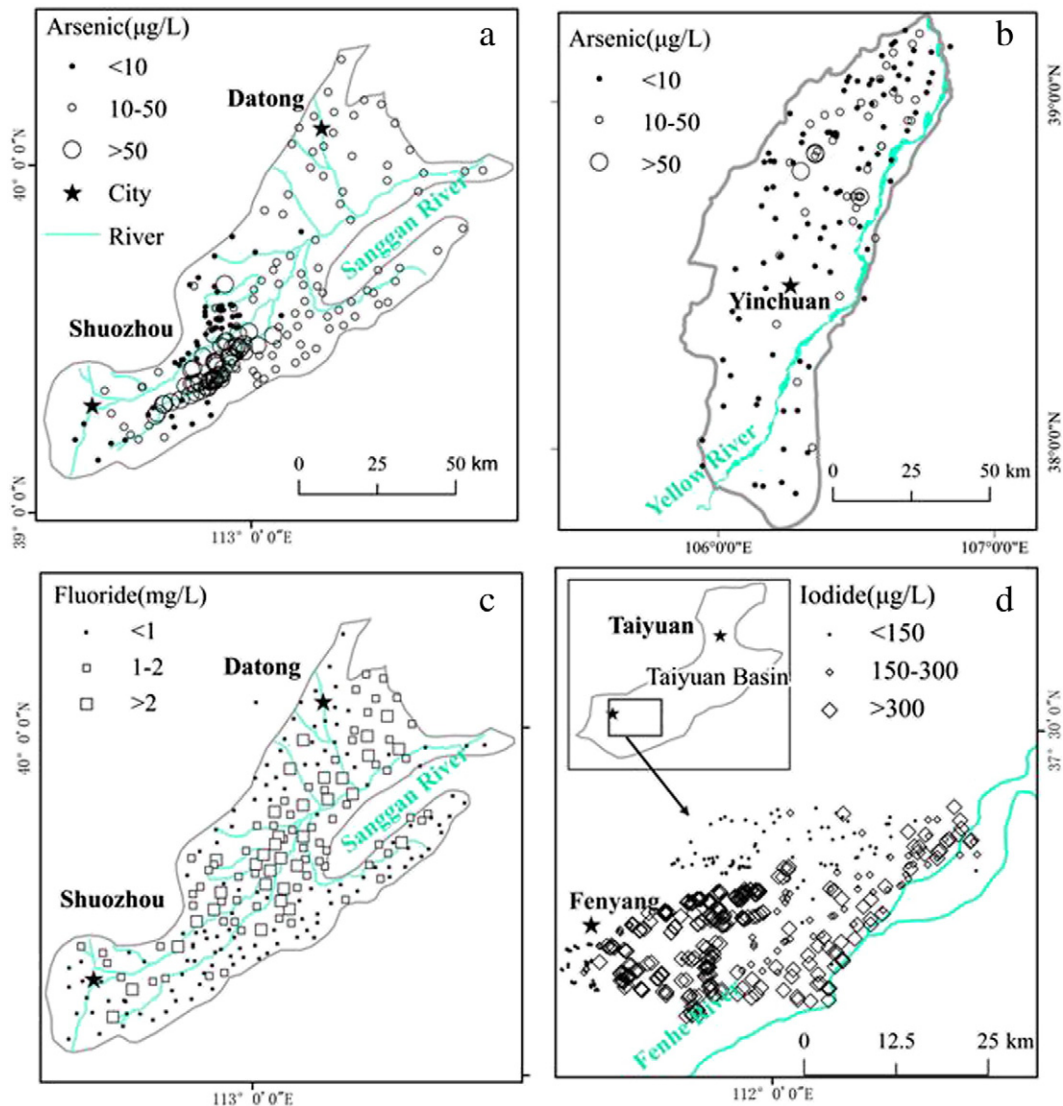 a
Arsenic(μg/L)
<10
10-50
>50
City
River
Datong
Sanggan River
Shuozhou
0 25 50 km
40° 0′0″N
39° 0′0″N
113° 0′0″E
b
Arsenic(μg/L)
<10
10-50
>50
Yinchuan
Yellow River
0 25 50 km
39°0′0″N
38°0′0″N
106°0′0″E 107°0′0″E
c
Fluoride(mg/L)
<1
1-2
>2
Datong
Sanggan River
Shuozhou
40° 0′0″N
113° 0′0″E
d
Taiyuan
Taiyuan Basin
Iodide(μg/L)
<150
150-300
>300
Fenyang
Fenhe River
0 12.5 25 km
37° 30′0″N
112° 0′0″E